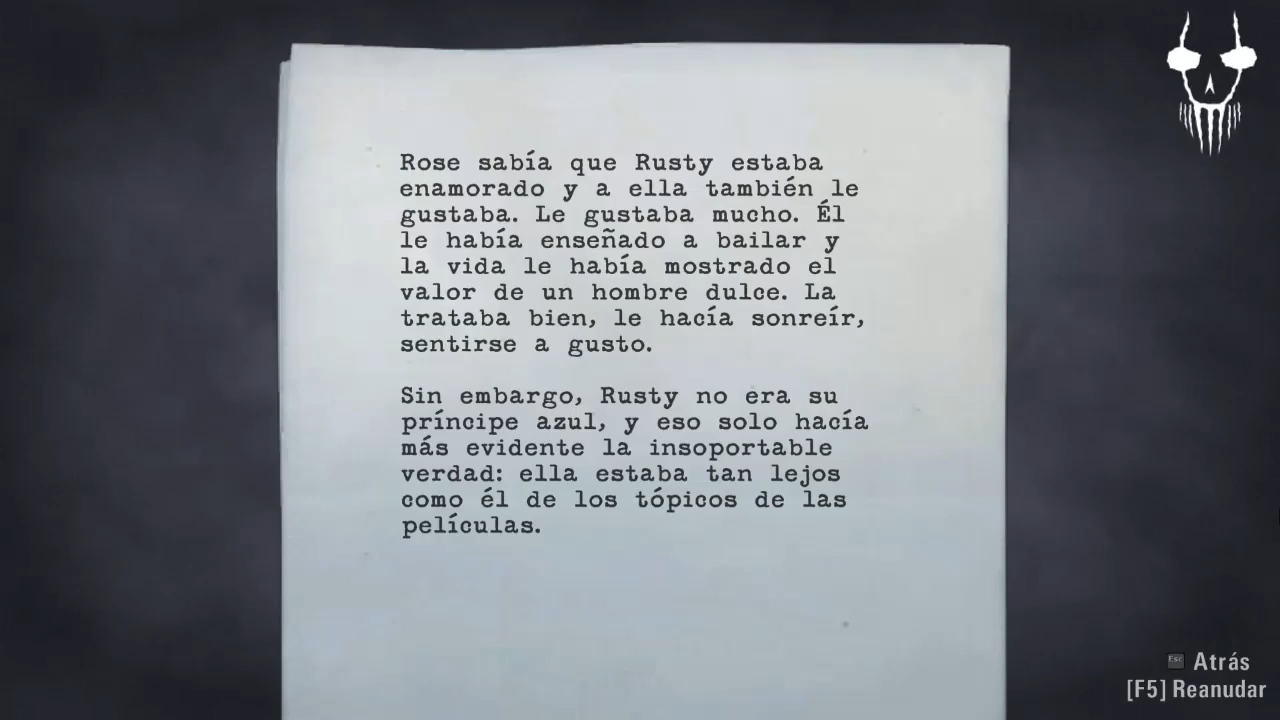 Rose sabía que Rusty estaba
enamorado y a ella también le
gustaba. Le gustaba mucho. Él
le había enseñado a bailar y
la vida le había mostrado el
valor de un hombre dulce. La
trataba bien, le hacía sonreír,
sentirse a gusto.
Sin embargo, Rusty no era su
príncipe azul, y eso solo hacía
más evidente la insoportable
verdad: ella estaba tan lejos
como él de los tópicos de las
películas.
Esc Atrás
[F5] Reanudar